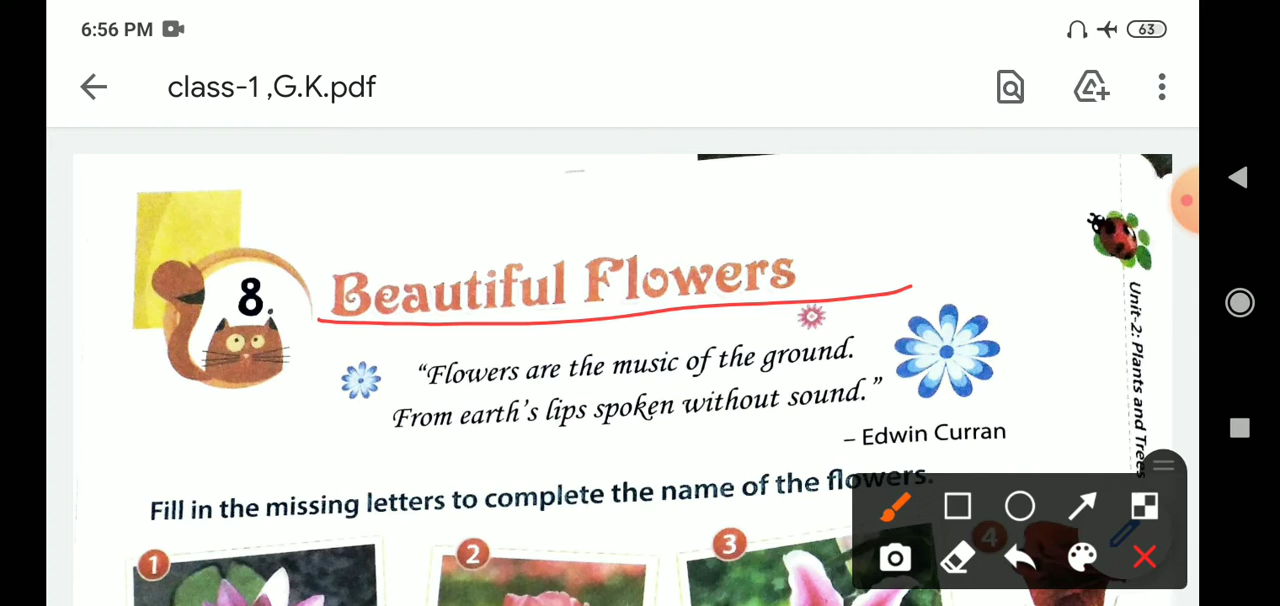 6:56 PM
63
class-1 ,G.K.pdf
8.
Beautiful Flowers
“Flowers are the music of the ground.
From earth’s lips spoken without sound.”
– Edwin Curran
Unit-2: Plants and Trees
Fill in the missing letters to complete the name of the flowers.
1
2
3
4